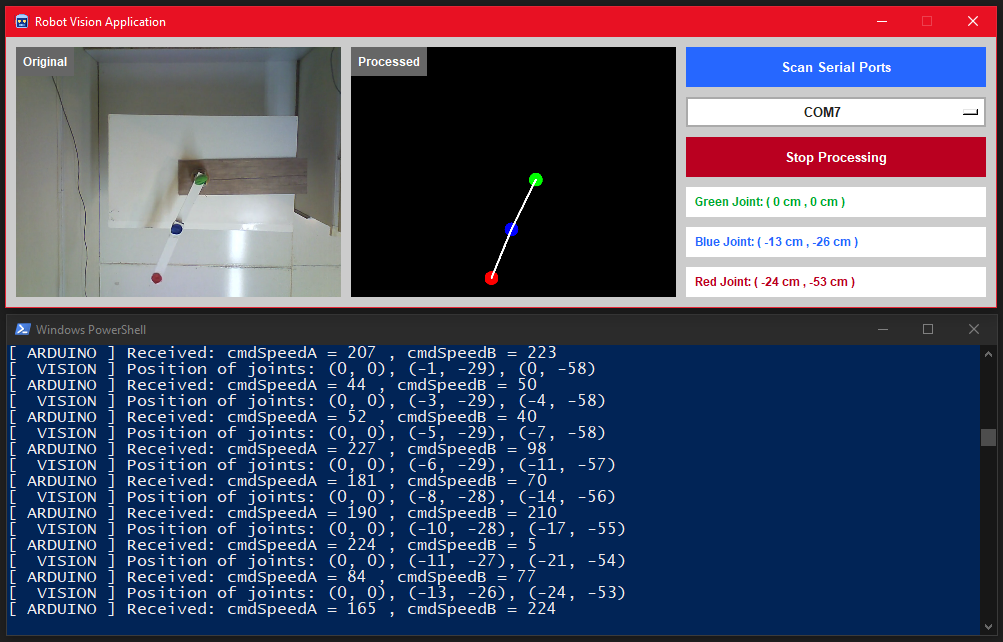 Robot Vision Application
Original
Processed
Scan Serial Ports
COM7
Stop Processing
Green Joint: ( 0 cm , 0 cm )
Blue Joint: ( -13 cm , -26 cm )
Red Joint: ( -24 cm , -53 cm )
Windows PowerShell
[ ARDUINO ] Received: cmdSpeedA = 207 , cmdSpeedB = 223
[  VISION ] Position of joints: (0, 0), (-1, -29), (0, -58)
[ ARDUINO ] Received: cmdSpeedA = 44 , cmdSpeedB = 50
[  VISION ] Position of joints: (0, 0), (-3, -29), (-4, -58)
[ ARDUINO ] Received: cmdSpeedA = 52 , cmdSpeedB = 40
[  VISION ] Position of joints: (0, 0), (-5, -29), (-7, -58)
[ ARDUINO ] Received: cmdSpeedA = 227 , cmdSpeedB = 98
[  VISION ] Position of joints: (0, 0), (-6, -29), (-11, -57)
[ ARDUINO ] Received: cmdSpeedA = 181 , cmdSpeedB = 70
[  VISION ] Position of joints: (0, 0), (-8, -28), (-14, -56)
[ ARDUINO ] Received: cmdSpeedA = 190 , cmdSpeedB = 210
[  VISION ] Position of joints: (0, 0), (-10, -28), (-17, -55)
[ ARDUINO ] Received: cmdSpeedA = 224 , cmdSpeedB = 5
[  VISION ] Position of joints: (0, 0), (-11, -27), (-21, -54)
[ ARDUINO ] Received: cmdSpeedA = 84 , cmdSpeedB = 77
[  VISION ] Position of joints: (0, 0), (-13, -26), (-24, -53)
[ ARDUINO ] Received: cmdSpeedA = 165 , cmdSpeedB = 224